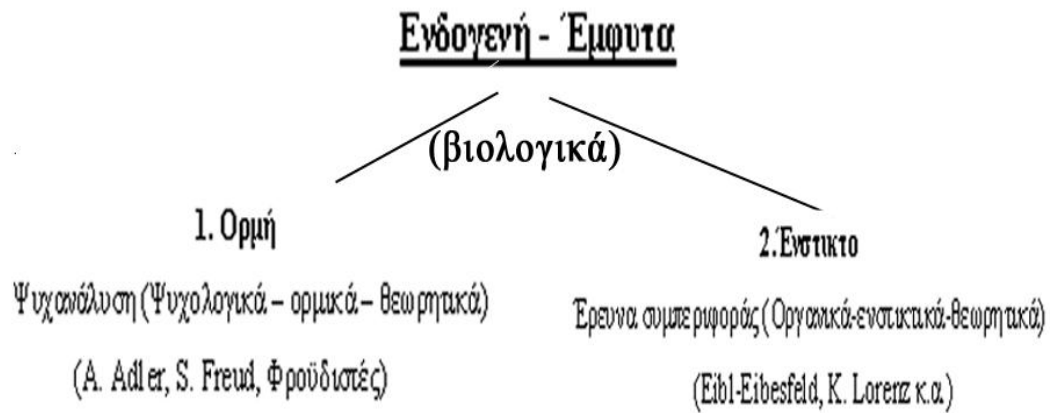 Ενδογενή - Έμφυτα
(βιολογικά)
1. Ορμή
Ψυχανάλυση (Ψυχολογικά – ορμικά – θεωρητικά)
(A. Adler, S. Freud, Φροϋδιστές)
2.Ένστικτο
Έρευνα συμπεριφοράς (Οργανικά-ενστικτικά-θεωρητικά)
(Eibl-Eibesfeld, K. Lorenz κ.α)